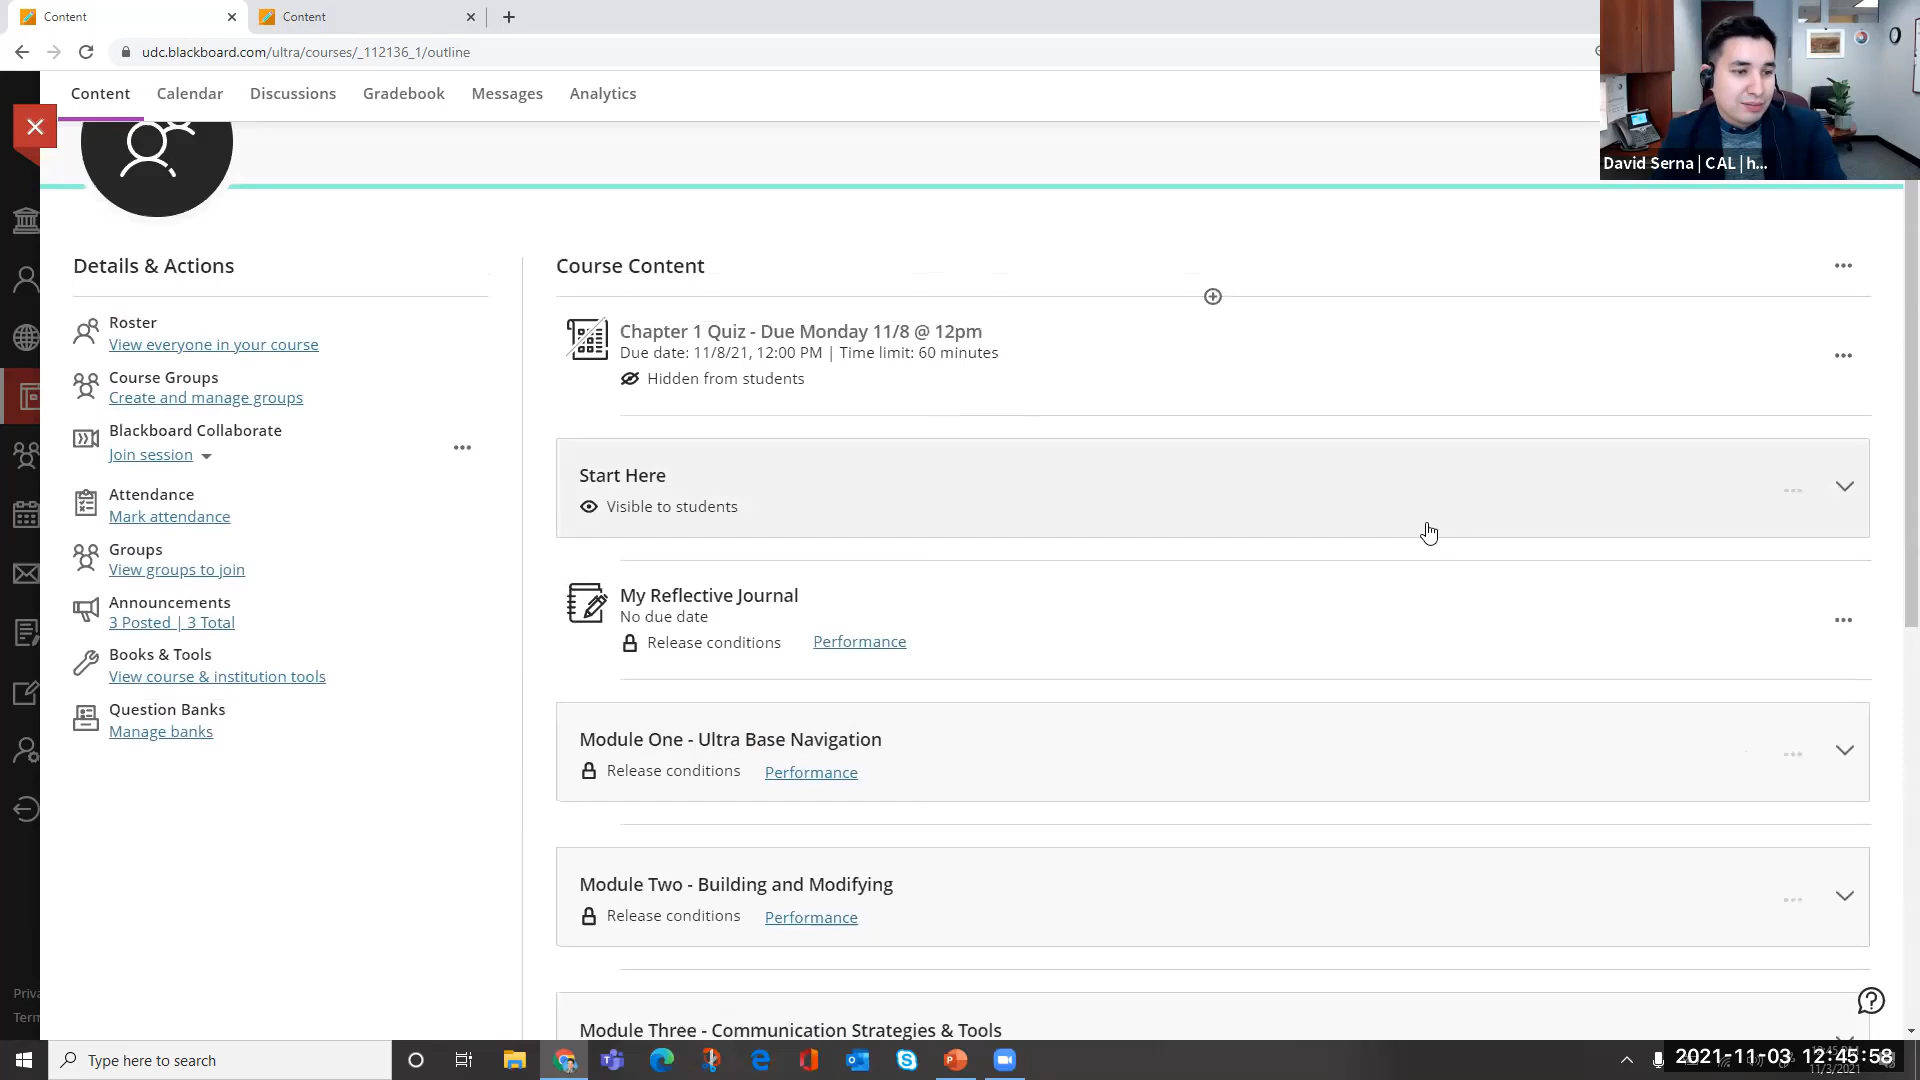 Content
Content
udc.blackboard.com/ultra/courses/_112136_1/outline
Content Calendar Discussions Gradebook Messages Analytics
David Serna | CAL | h...
Details & Actions
Roster
View everyone in your course
Course Groups
Create and manage groups
Blackboard Collaborate
Join session
Attendance
Mark attendance
Groups
View groups to join
Announcements
3 Posted | 3 Total
Books & Tools
View course & institution tools
Question Banks
Manage banks
Course Content
Chapter 1 Quiz - Due Monday 11/8 @ 12pm
Due date: 11/8/21, 12:00 PM | Time limit: 60 minutes
Hidden from students
Start Here
Visible to students
My Reflective Journal
No due date
Release conditions Performance
Module One - Ultra Base Navigation
Release conditions Performance
Module Two - Building and Modifying
Release conditions Performance
Module Three - Communication Strategies & Tools
Priva
Term
Type here to search
2021-11-03 12:45:58
11/3/2021